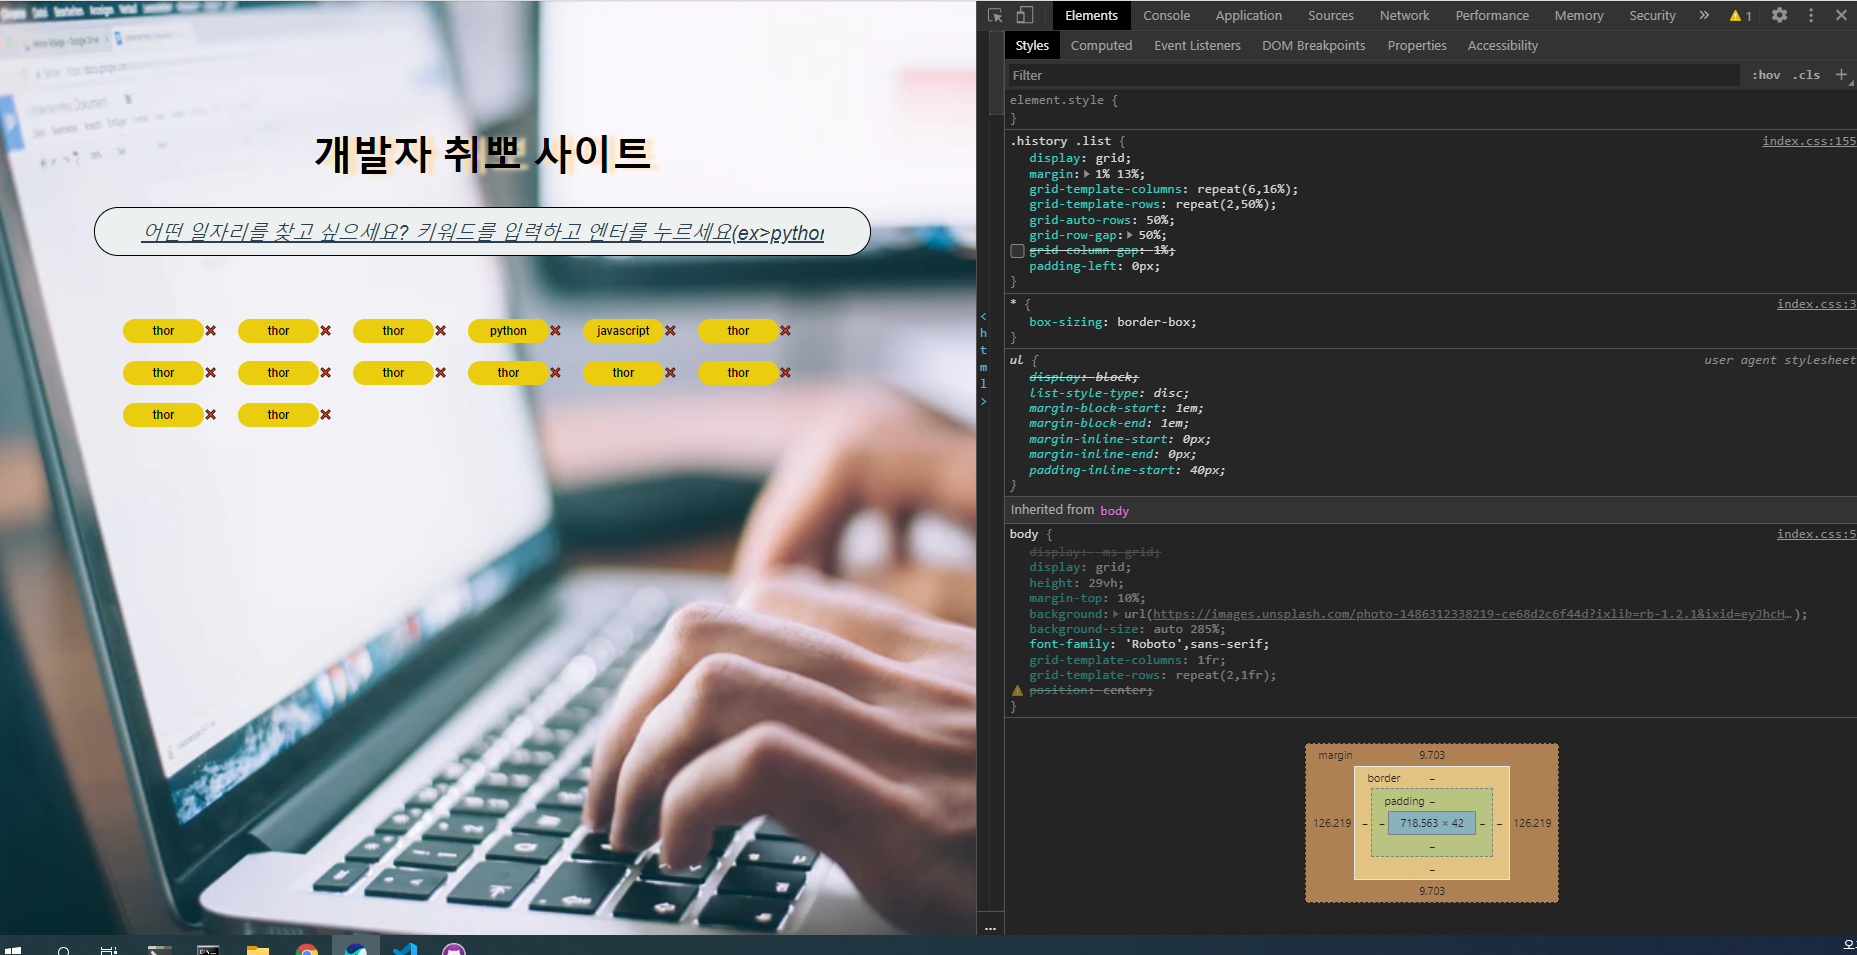 Elements Console Application Sources Network Performance Memory Security » 1
Styles Computed Event Listeners DOM Breakpoints Properties Accessibility
Filter :hov .cls +
개발자 취뽀 사이트
어떤 일자리를 찾고 싶으세요? 키워드를 입력하고 엔터를 누르세요(ex>python
thor thor thor python javascript thor
thor thor thor thor thor thor
thor thor
<html>
...
element.style {
}
.history .list { index.css:155
display: grid;
margin: 1% 13%;
grid-template-columns: repeat(6,16%);
grid-template-rows: repeat(2,50%);
grid-auto-rows: 50%;
grid-row-gap: 50%;
grid-column-gap: 1%;
padding-left: 0px;
}
* { index.css:3
box-sizing: border-box;
}
ul { user agent stylesheet
display: block;
list-style-type: disc;
margin-block-start: 1em;
margin-block-end: 1em;
margin-inline-start: 0px;
margin-inline-end: 0px;
padding-inline-start: 40px;
}
Inherited from body
body { index.css:5
display: -ms-grid;
display: grid;
height: 29vh;
margin-top: 10%;
background: url(https://images.unsplash.com/photo-1486312338219-ce68d2c6f44d?ixlib=rb-1.2.1&ixid=eyJhcH…);
background-size: auto 285%;
font-family: 'Roboto',sans-serif;
grid-template-columns: 1fr;
grid-template-rows: repeat(2,1fr);
position: center;
}
margin 9.703
border –
padding –
126.219 – – 718.563 × 42 – – 126.219
–
–
9.703